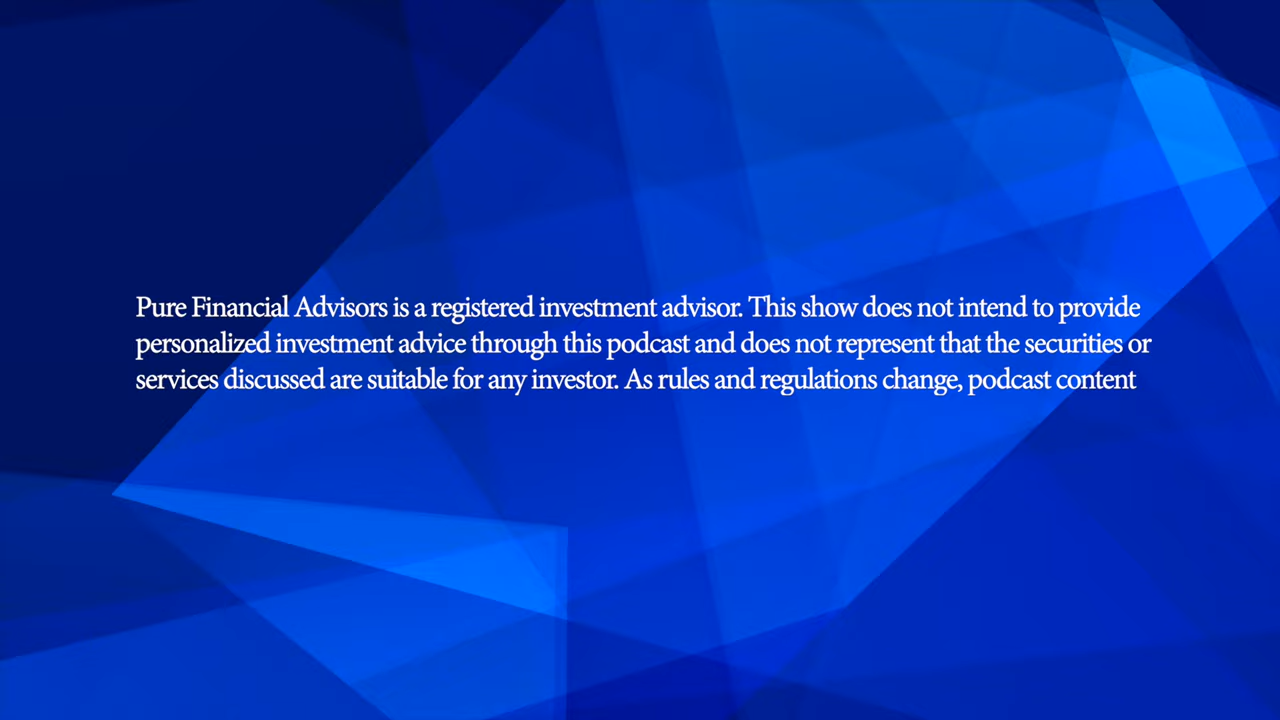 Pure Financial Advisors is a registered investment advisor. This show does not intend to provide
personalized investment advice through this podcast and does not represent that the securities or
services discussed are suitable for any investor. As rules and regulations change, podcast content